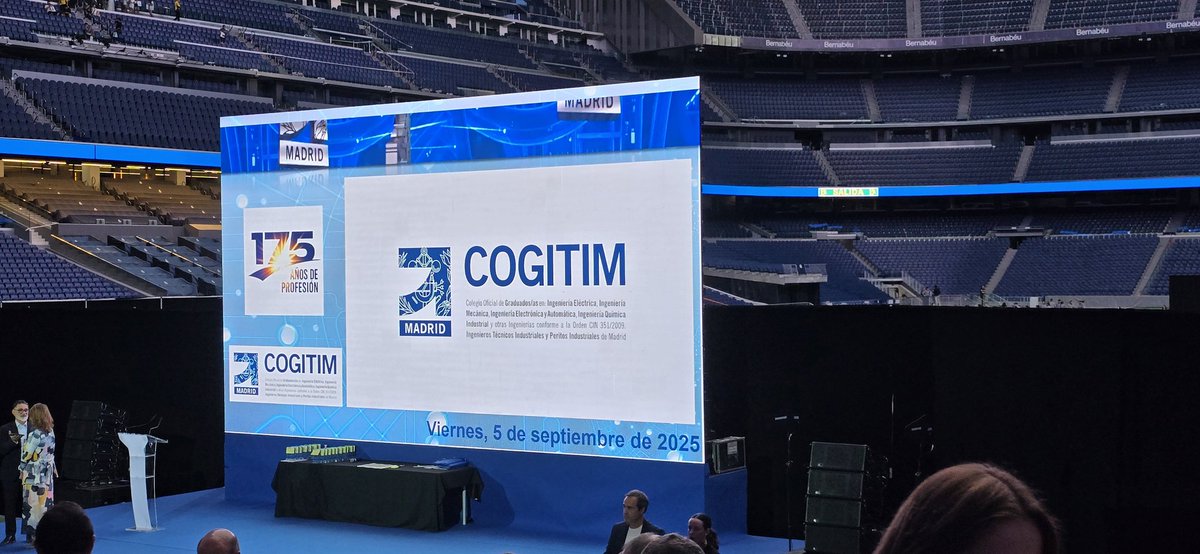 Bernabéu Bernabéu Bernabéu Bernabéu Bernabéu Bernabéu
MADRID
MADRID
SALIDA
175
AÑOS DE
PROFESIÓN
COGITIM
Colegio Oficial de Graduados/as en: Ingeniería Eléctrica, Ingeniería
Mecánica, Ingeniería Electrónica y Automática, Ingeniería Química
Industrial y otras Ingenierías conforme a la Orden CIN 351/2009.
Ingenieros Técnicos Industriales y Peritos Industriales de Madrid
MADRID
COGITIM
MADRID
Viernes, 5 de septiembre de 2025